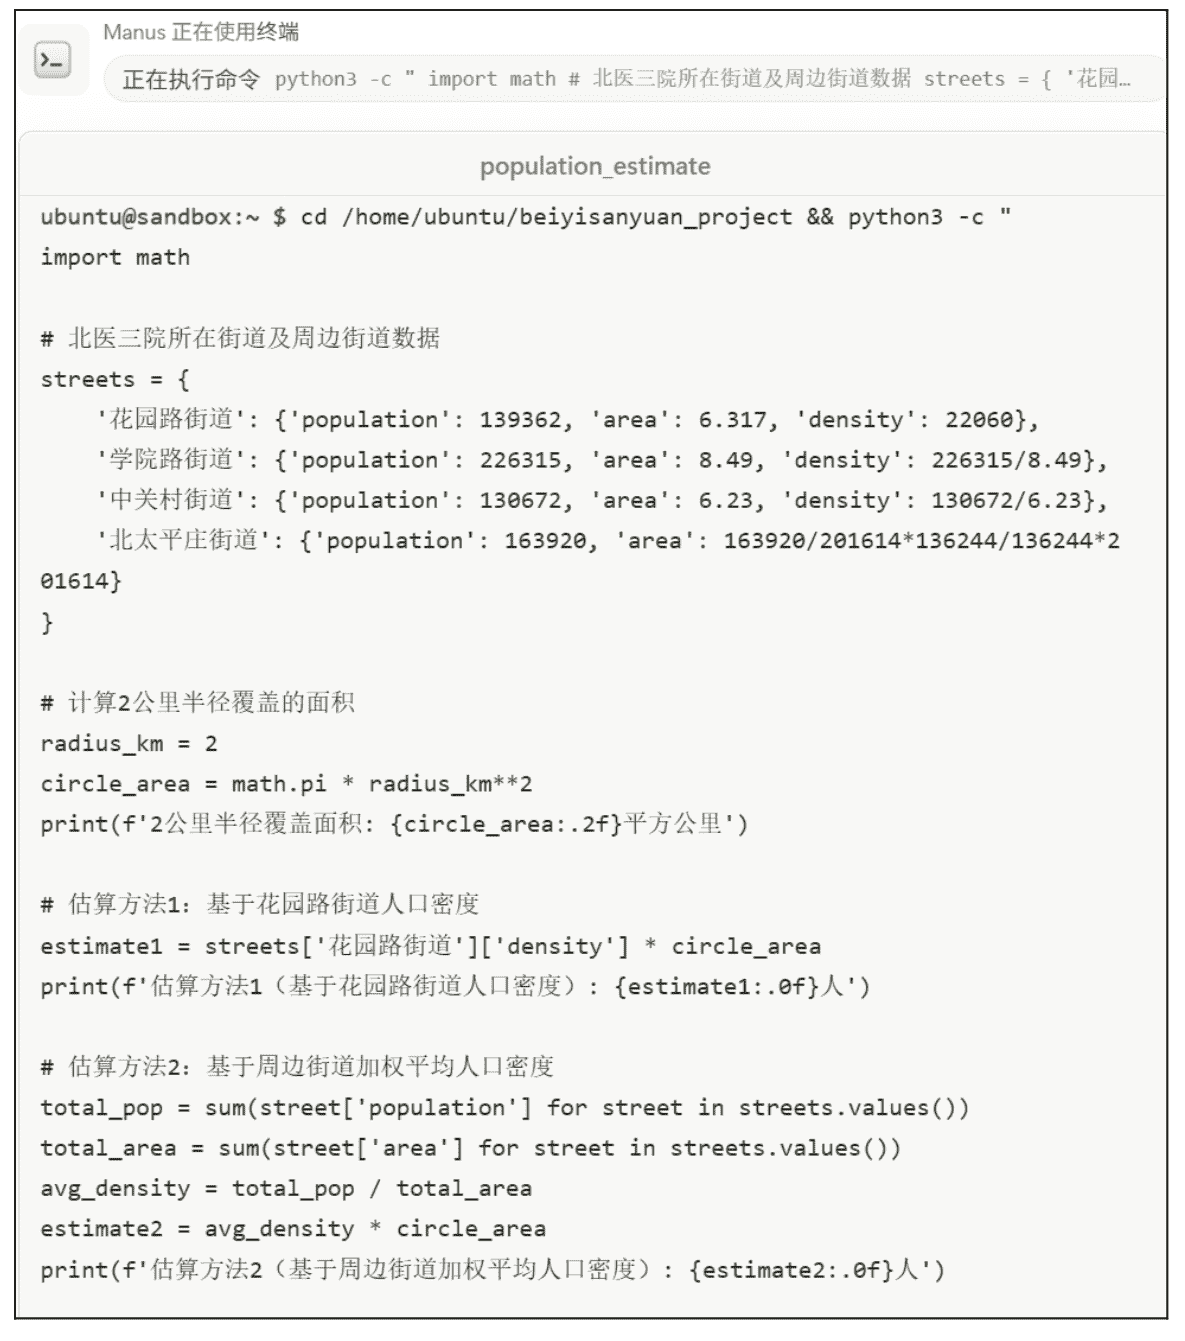 Manus 正在使用终端
正在执行命令 python3 -c " import math # 北医三院所在街道及周边街道数据 streets = { '花园…
population_estimate
ubuntu@sandbox:~ $ cd /home/ubuntu/beiyisanyuan_project && python3 -c "
import math
# 北医三院所在街道及周边街道数据
streets = {
    '花园路街道': {'population': 139362, 'area': 6.317, 'density': 22060},
    '学院路街道': {'population': 226315, 'area': 8.49, 'density': 226315/8.49},
    '中关村街道': {'population': 130672, 'area': 6.23, 'density': 130672/6.23},
    '北太平庄街道': {'population': 163920, 'area': 163920/201614*136244/136244*2
01614}
}
# 计算2公里半径覆盖的面积
radius_km = 2
circle_area = math.pi * radius_km**2
print(f'2公里半径覆盖面积: {circle_area:.2f}平方公里')
# 估算方法1：基于花园路街道人口密度
estimate1 = streets['花园路街道']['density'] * circle_area
print(f'估算方法1（基于花园路街道人口密度）: {estimate1:.0f}人')
# 估算方法2：基于周边街道加权平均人口密度
total_pop = sum(street['population'] for street in streets.values())
total_area = sum(street['area'] for street in streets.values())
avg_density = total_pop / total_area
estimate2 = avg_density * circle_area
print(f'估算方法2（基于周边街道加权平均人口密度）: {estimate2:.0f}人')